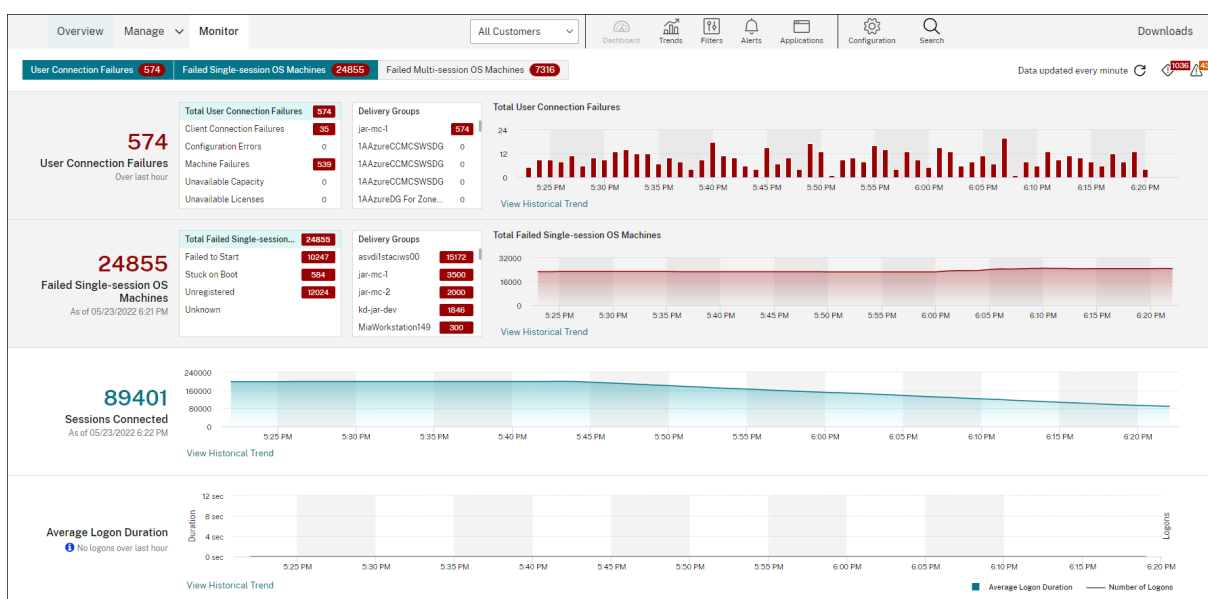 Overview Manage Monitor All Customers Dashboard Trends Filters Alerts Applications Configuration Search Downloads
User Connection Failures 574 Failed Single-session OS Machines 24855 Failed Multi-session OS Machines 7316 Data updated every minute 1036
574
User Connection Failures
Over last hour
Total User Connection Failures 574
Client Connection Failures 35
Configuration Errors 0
Machine Failures 539
Unavailable Capacity 0
Unavailable Licenses 0
Delivery Groups
jar-mc-1 574
1AAzureCCMCSWSDG 0
1AAzureCCMCSWSDG 0
1AAzureCCMCSWSDG 0
1AAzureDG For Zone... 0
Total User Connection Failures
24
12
0
5:25 PM 5:30 PM 5:35 PM 5:40 PM 5:45 PM 5:50 PM 5:55 PM 6:00 PM 6:05 PM 6:10 PM 6:15 PM 6:20 PM
View Historical Trend
24855
Failed Single-session OS
Machines
As of 05/23/2022 6:21 PM
Total Failed Single-session... 24855
Failed to Start 10247
Stuck on Boot 584
Unregistered 12024
Unknown
Delivery Groups
asvdi1staciws00 15172
jar-mc-1 3500
jar-mc-2 2000
kd-jar-dev 1846
MiaWorkstation149 300
Total Failed Single-session OS Machines
32000
16000
0
5:25 PM 5:30 PM 5:35 PM 5:40 PM 5:45 PM 5:50 PM 5:55 PM 6:00 PM 6:05 PM 6:10 PM 6:15 PM 6:20 PM
View Historical Trend
89401
Sessions Connected
As of 05/23/2022 6:22 PM
240000
160000
80000
0
5:25 PM 5:30 PM 5:35 PM 5:40 PM 5:45 PM 5:50 PM 5:55 PM 6:00 PM 6:05 PM 6:10 PM 6:15 PM 6:20 PM
View Historical Trend
Average Logon Duration
No logons over last hour
Duration
12 sec
8 sec
4 sec
0 sec
Logons
5:25 PM 5:30 PM 5:35 PM 5:40 PM 5:45 PM 5:50 PM 5:55 PM 6:00 PM 6:05 PM 6:10 PM 6:15 PM 6:20 PM
View Historical Trend
Average Logon Duration Number of Logons